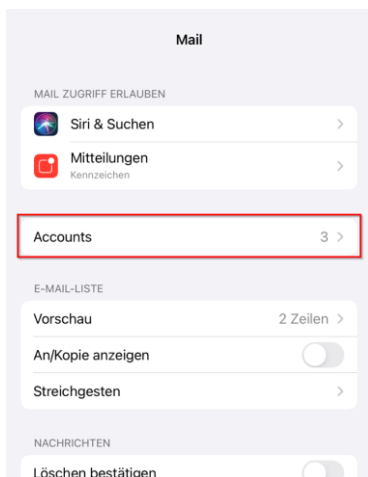 Mail
MAIL ZUGRIFF ERLAUBEN
Siri & Suchen
Mitteilungen
Kennzeichen
Accounts 3
E-MAIL-LISTE
Vorschau 2 Zeilen
An/Kopie anzeigen
Streichgesten
NACHRICHTEN
Löschen bestätigen